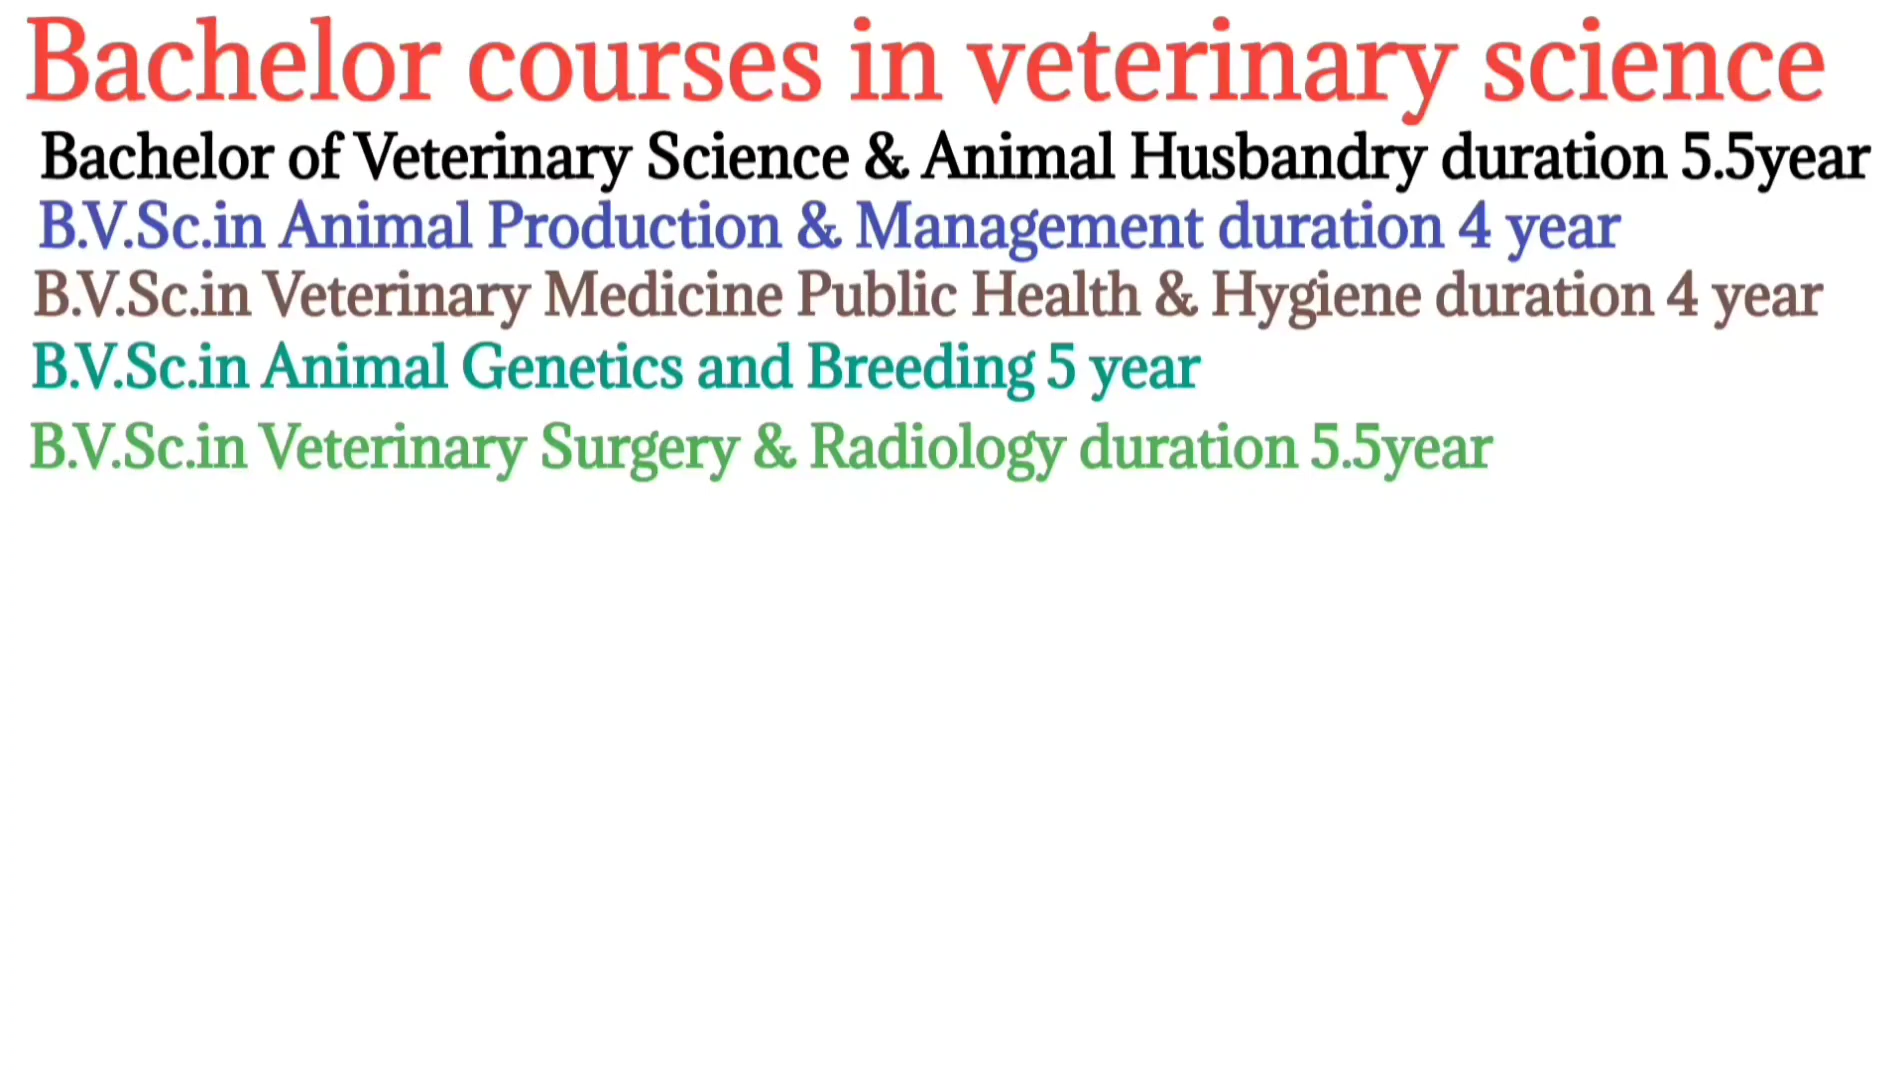 Bachelor courses in veterinary science
Bachelor of Veterinary Science & Animal Husbandry duration 5.5year
B.V.Sc.in Animal Production & Management duration 4 year
B.V.Sc.in Veterinary Medicine Public Health & Hygiene duration 4 year
B.V.Sc.in Animal Genetics and Breeding 5 year
B.V.Sc.in Veterinary Surgery & Radiology duration 5.5year